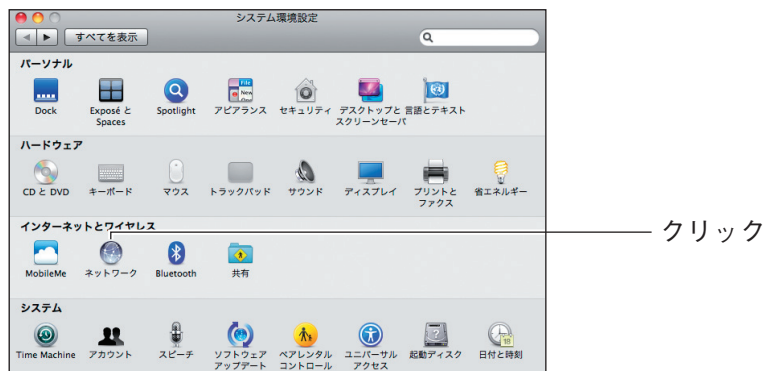 システム環境設定
すべてを表示
パーソナル
Dock
Exposé と
Spaces
Spotlight
アピアランス
セキュリティ
デスクトップと
スクリーンセーバ
言語とテキスト
ハードウェア
CD と DVD
キーボード
マウス
トラックパッド
サウンド
ディスプレイ
プリントと
ファクス
省エネルギー
インターネットとワイヤレス
クリック
MobileMe
ネットワーク
Bluetooth
共有
システム
Time Machine
アカウント
スピーチ
ソフトウェア
アップデート
ペアレンタル
コントロール
ユニバーサル
アクセス
起動ディスク
日付と時刻